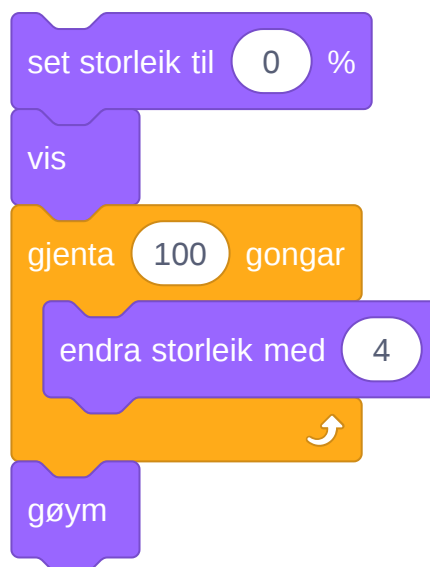 set storleik til 0 %
vis
gjenta 100 gongar
endra storleik med 4
gøym